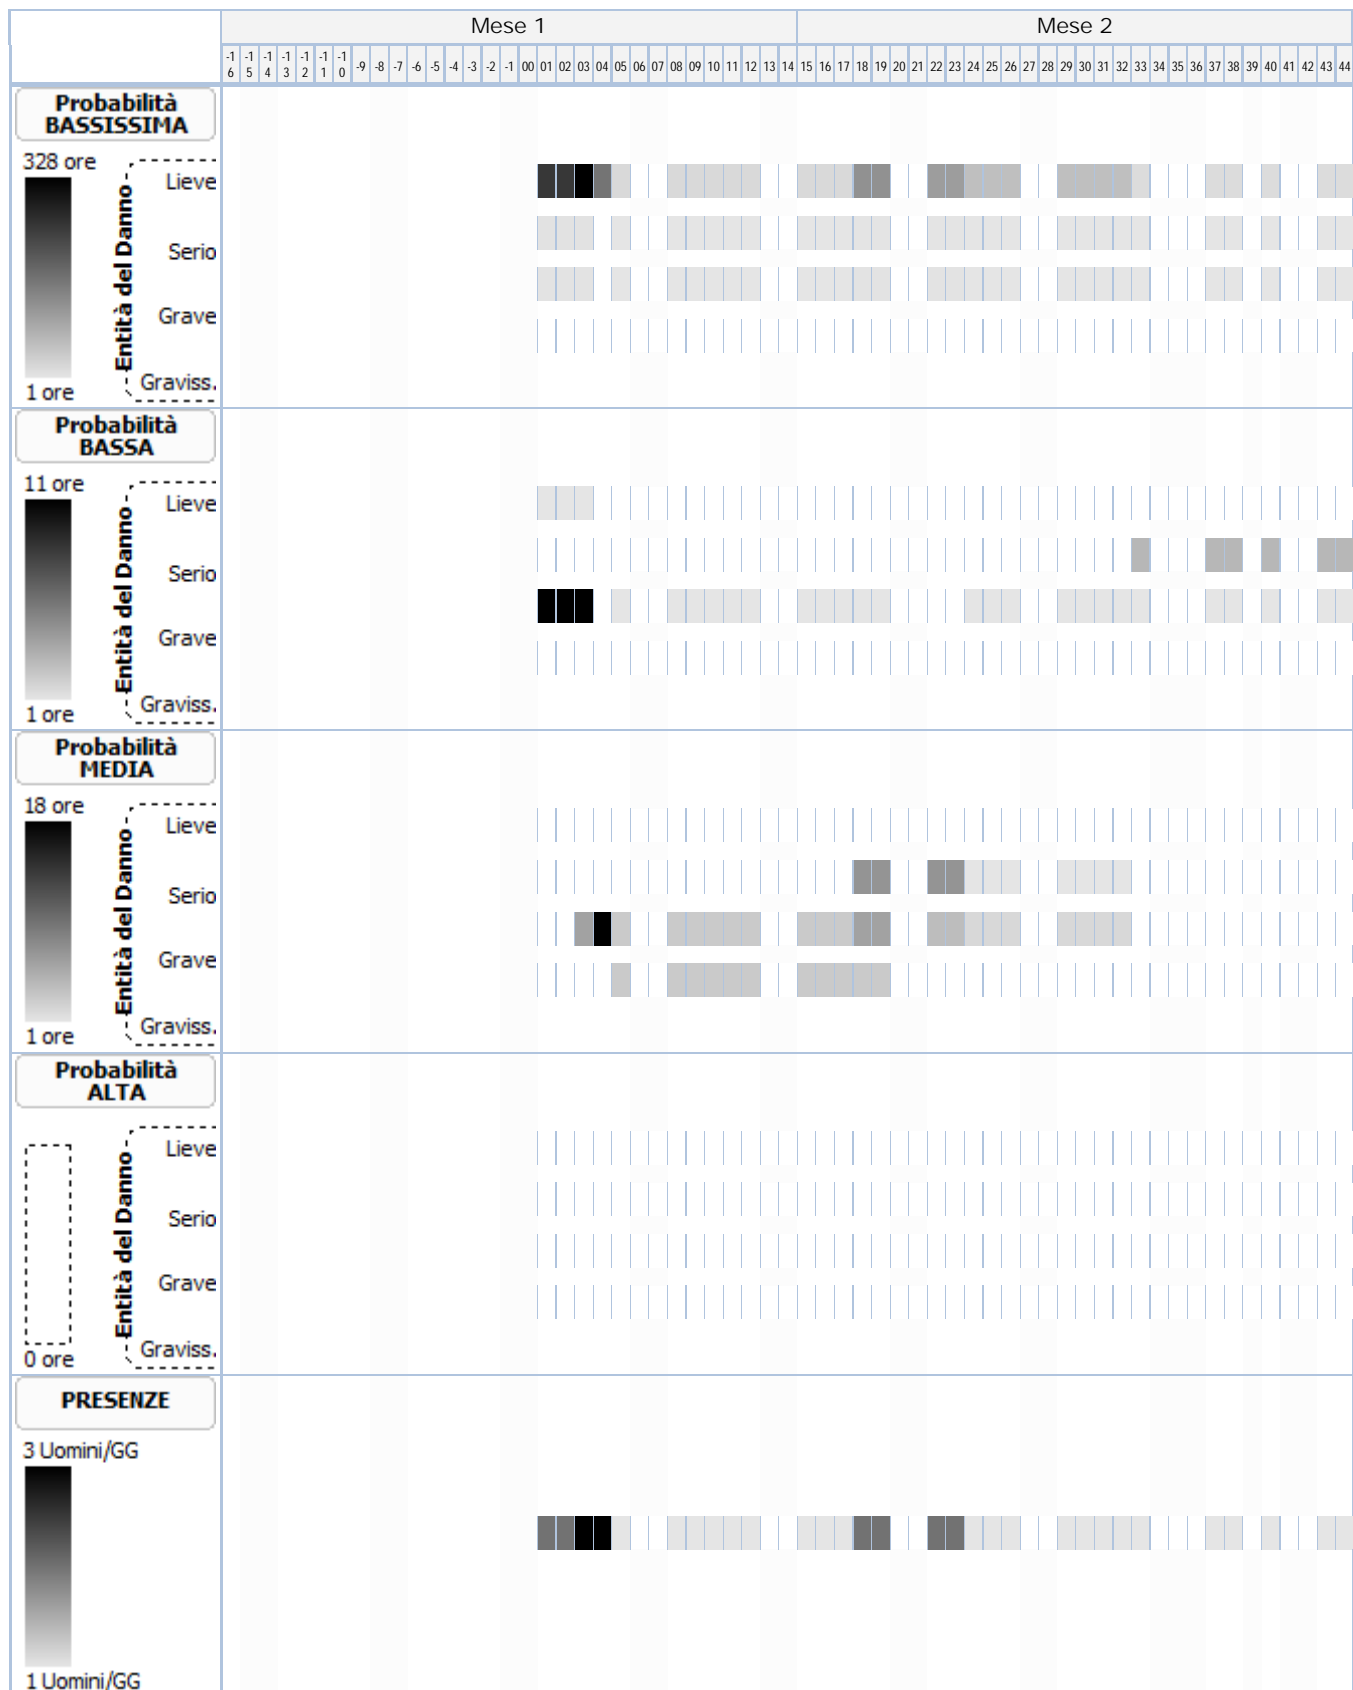 Mese 1 Mese 2
-16 -15 -14 -13 -12 -11 -10 -9 -8 -7 -6 -5 -4 -3 -2 -1 00 01 02 03 04 05 06 07 08 09 10 11 12 13 14 15 16 17 18 19 20 21 22 23 24 25 26 27 28 29 30 31 32 33 34 35 36 37 38 39 40 41 42 43 44
Probabilità
BASSISSIMA
328 ore
Entità del Danno
Lieve
Serio
Grave
Graviss.
1 ore
Probabilità
BASSA
11 ore
Entità del Danno
Lieve
Serio
Grave
Graviss.
1 ore
Probabilità
MEDIA
18 ore
Entità del Danno
Lieve
Serio
Grave
Graviss.
1 ore
Probabilità
ALTA
Entità del Danno
Lieve
Serio
Grave
Graviss.
0 ore
PRESENZE
3 Uomini/GG
1 Uomini/GG